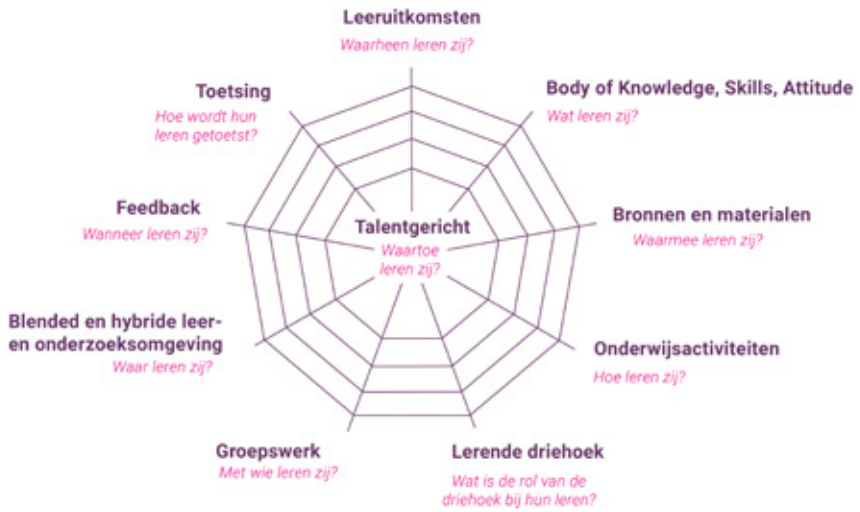 Leeruitkomsten
Waarheen leren zij?
Body of Knowledge, Skills, Attitude
Wat leren zij?
Bronnen en materialen
Waarmee leren zij?
Onderwijsactiviteiten
Hoe leren zij?
Lerende driehoek
Wat is de rol van de
driehoek bij hun leren?
Groepswerk
Met wie leren zij?
Blended en hybride leer-
en onderzoeksomgeving
Waar leren zij?
Feedback
Wanneer leren zij?
Toetsing
Hoe wordt hun
leren getoetst?
Talentgericht
Waartoe
leren zij?